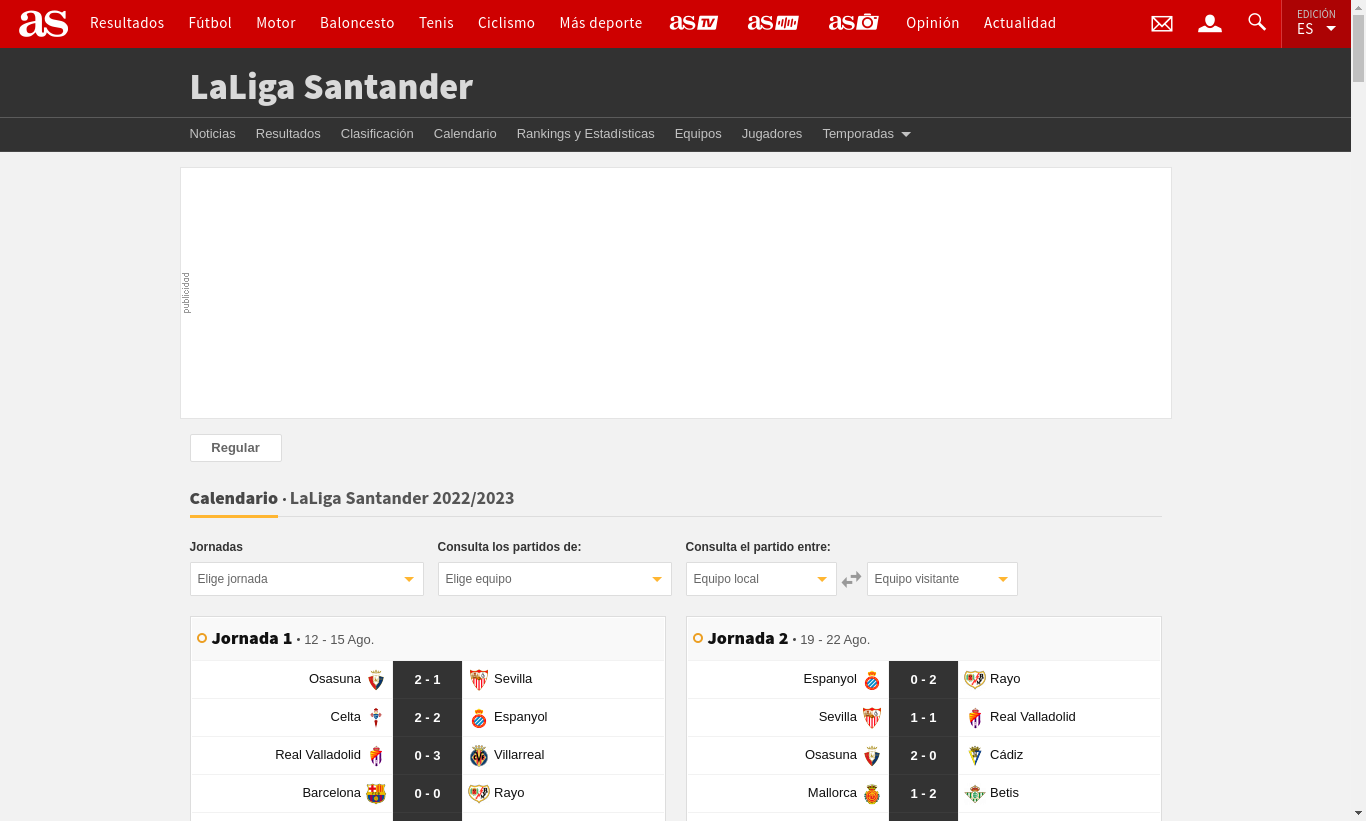 as Resultados Fútbol Motor Baloncesto Tenis Ciclismo Más deporte as TV as as Opinión Actualidad EDICIÓN
ES
LaLiga Santander
Noticias Resultados Clasificación Calendario Rankings y Estadísticas Equipos Jugadores Temporadas
publicidad
Regular
Calendario · LaLiga Santander 2022/2023
Jornadas Consulta los partidos de: Consulta el partido entre:
Elige jornada Elige equipo Equipo local Equipo visitante
Jornada 1 • 12 - 15 Ago.
Osasuna 2 - 1 Sevilla
Celta 2 - 2 Espanyol
Real Valladolid 0 - 3 Villarreal
Barcelona 0 - 0 Rayo
Jornada 2 • 19 - 22 Ago.
Espanyol 0 - 2 Rayo
Sevilla 1 - 1 Real Valladolid
Osasuna 2 - 0 Cádiz
Mallorca 1 - 2 Betis